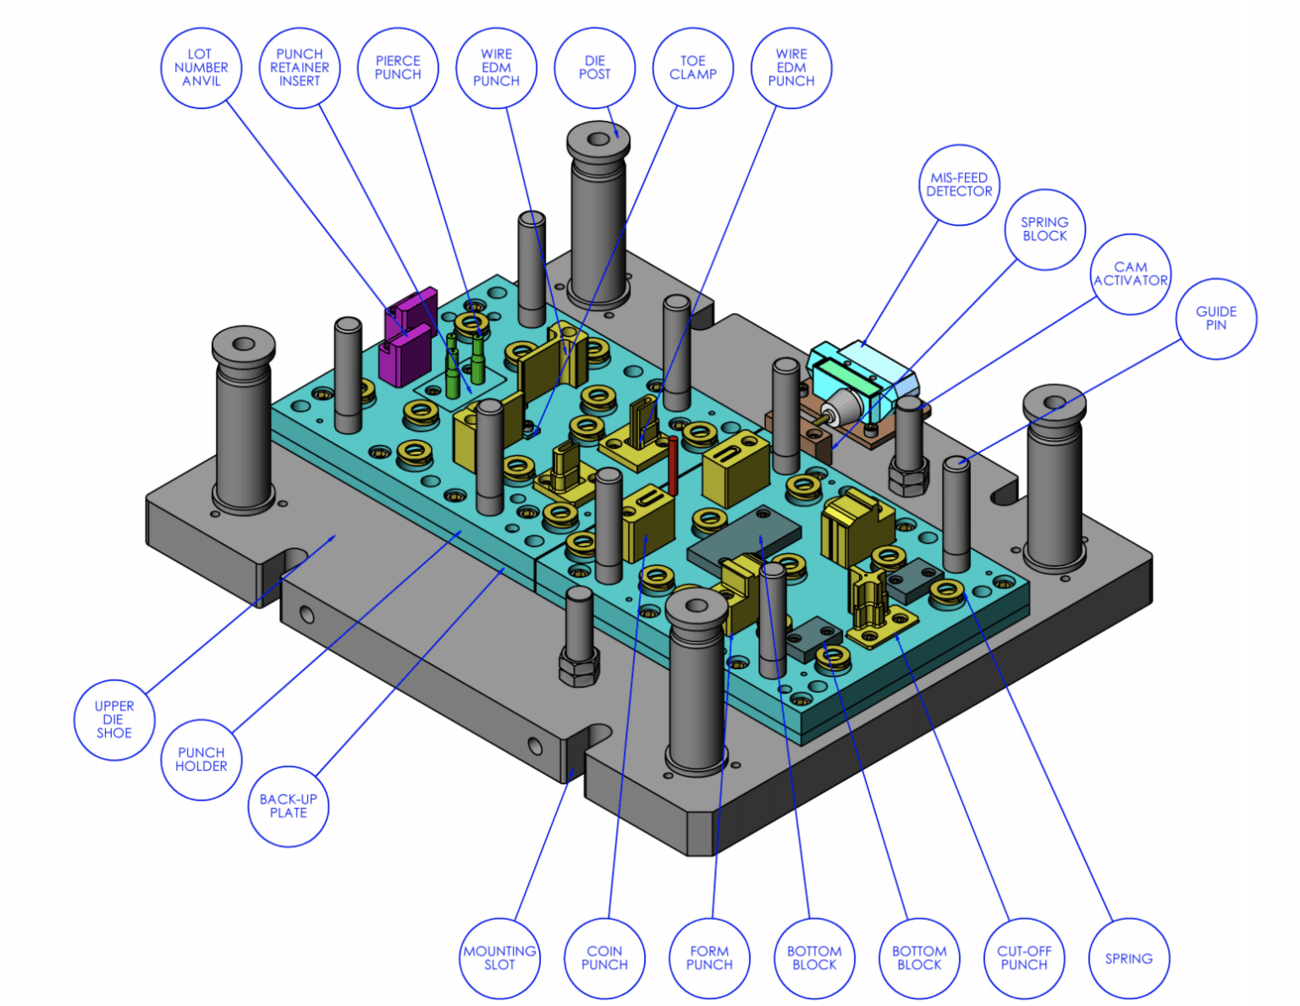 LOT
NUMBER
ANVIL
PUNCH
RETAINER
INSERT
PIERCE
PUNCH
WIRE
EDM
PUNCH
DIE
POST
TOE
CLAMP
WIRE
EDM
PUNCH
MIS-FEED
DETECTOR
SPRING
BLOCK
CAM
ACTIVATOR
GUIDE
PIN
UPPER
DIE
SHOE
PUNCH
HOLDER
BACK-UP
PLATE
MOUNTING
SLOT
COIN
PUNCH
FORM
PUNCH
BOTTOM
BLOCK
BOTTOM
BLOCK
CUT-OFF
PUNCH
SPRING